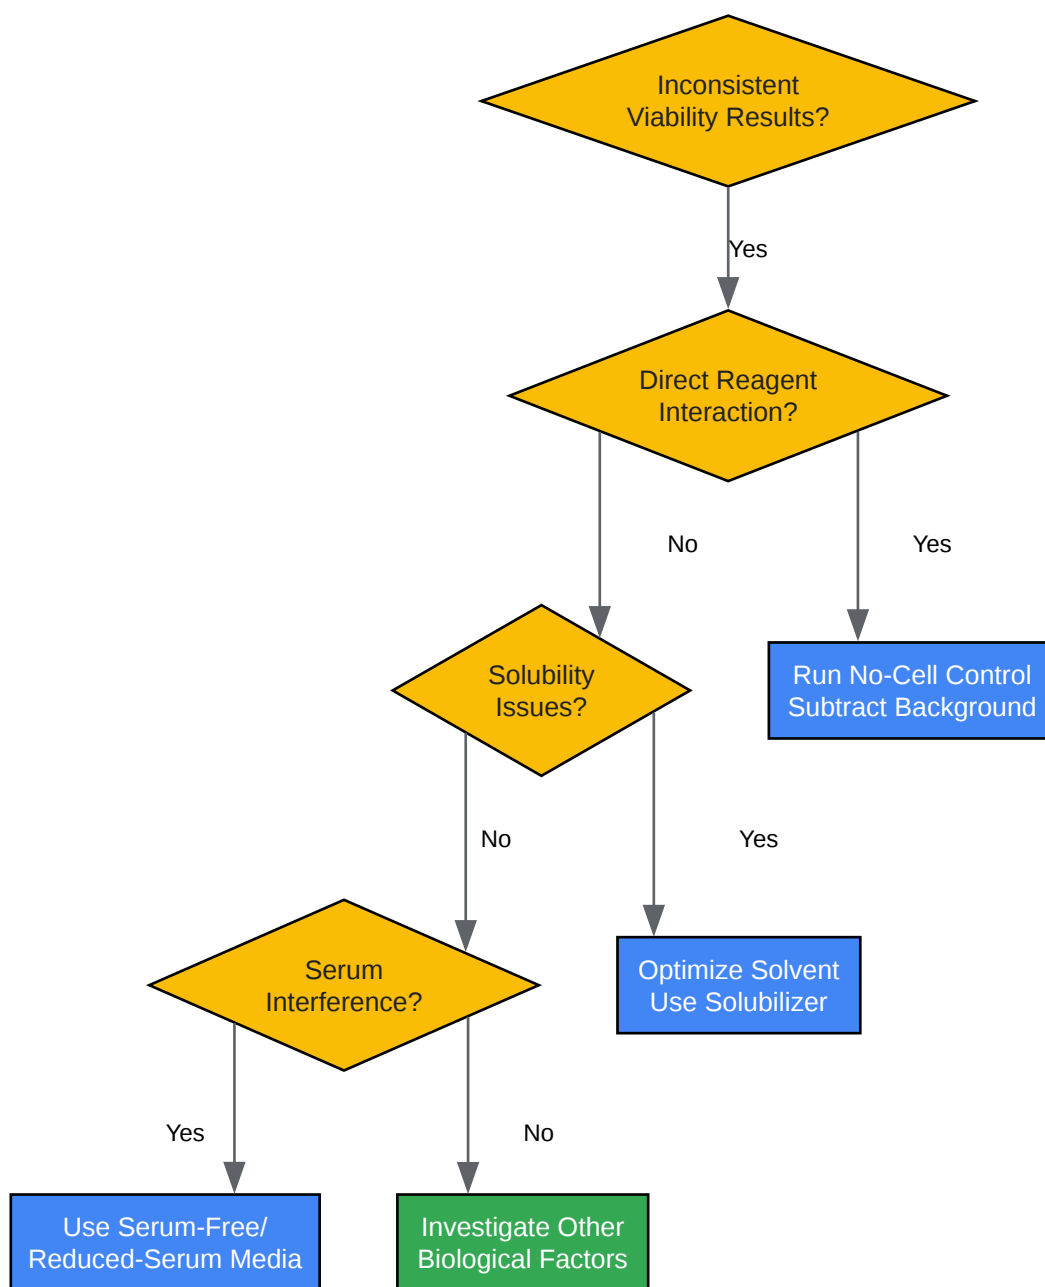 Inconsistent
Viability Results?
Yes
Direct Reagent
Interaction?
No
Yes
Solubility
Issues?
Run No-Cell Control
Subtract Background
No
Yes
Serum
Interference?
Optimize Solvent
Use Solubilizer
Yes
No
Use Serum-Free/
Reduced-Serum Media
Investigate Other
Biological Factors